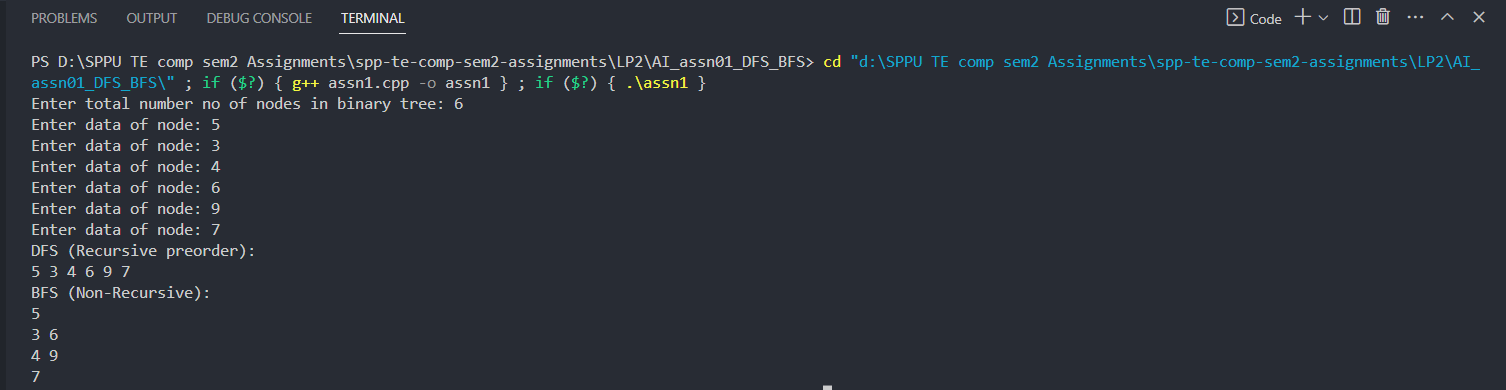 PROBLEMS OUTPUT DEBUG CONSOLE TERMINAL Code
PS D:\SPPU TE comp sem2 Assignments\spp-te-comp-sem2-assignments\LP2\AI_assn01_DFS_BFS> cd "d:\SPPU TE comp sem2 Assignments\spp-te-comp-sem2-assignments\LP2\AI_
assn01_DFS_BFS\" ; if ($?) { g++ assn1.cpp -o assn1 } ; if ($?) { .\assn1 }
Enter total number no of nodes in binary tree: 6
Enter data of node: 5
Enter data of node: 3
Enter data of node: 4
Enter data of node: 6
Enter data of node: 9
Enter data of node: 7
DFS (Recursive preorder):
5 3 4 6 9 7
BFS (Non-Recursive):
5
3 6
4 9
7